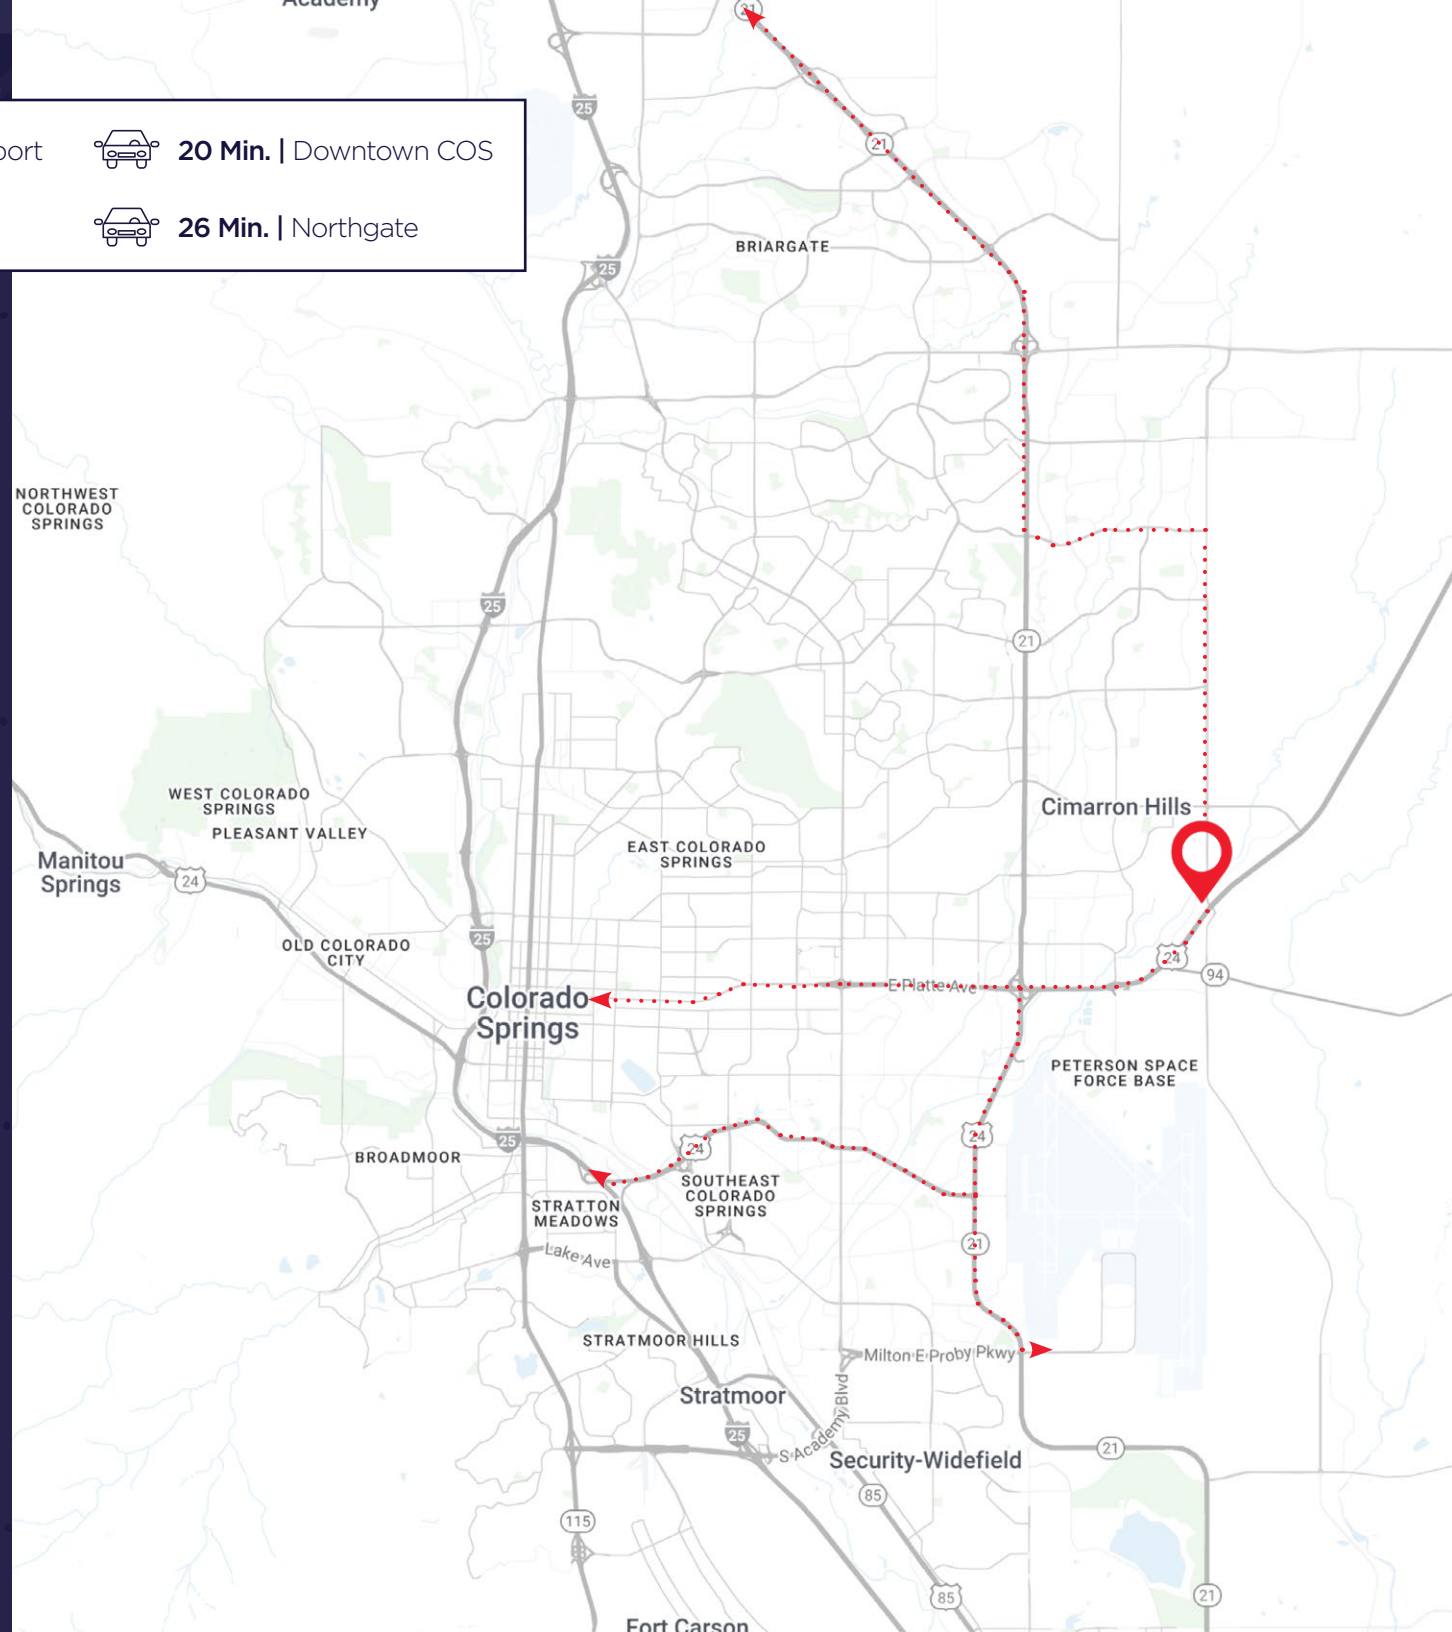 Academy
21
25
port
20 Min. | Downtown COS
21
26 Min. | Northgate
BRIARGATE
25
NORTHWEST
COLORADO
SPRINGS
25
21
WEST COLORADO
SPRINGS
Cimarron Hills
PLEASANT VALLEY
EAST COLORADO
SPRINGS
Manitou
Springs
24
OLD COLORADO
CITY
25
24
94
E Platte Ave
Colorado
Springs
PETERSON SPACE
FORCE BASE
25
24
24
BROADMOOR
SOUTHEAST
COLORADO
SPRINGS
STRATTON
MEADOWS
21
Lake Ave
STRATMOOR HILLS
Milton E Proby Pkwy
Stratmoor
S Academy Blvd
25
21
Security-Widefield
85
115
85
21
Fort Carson